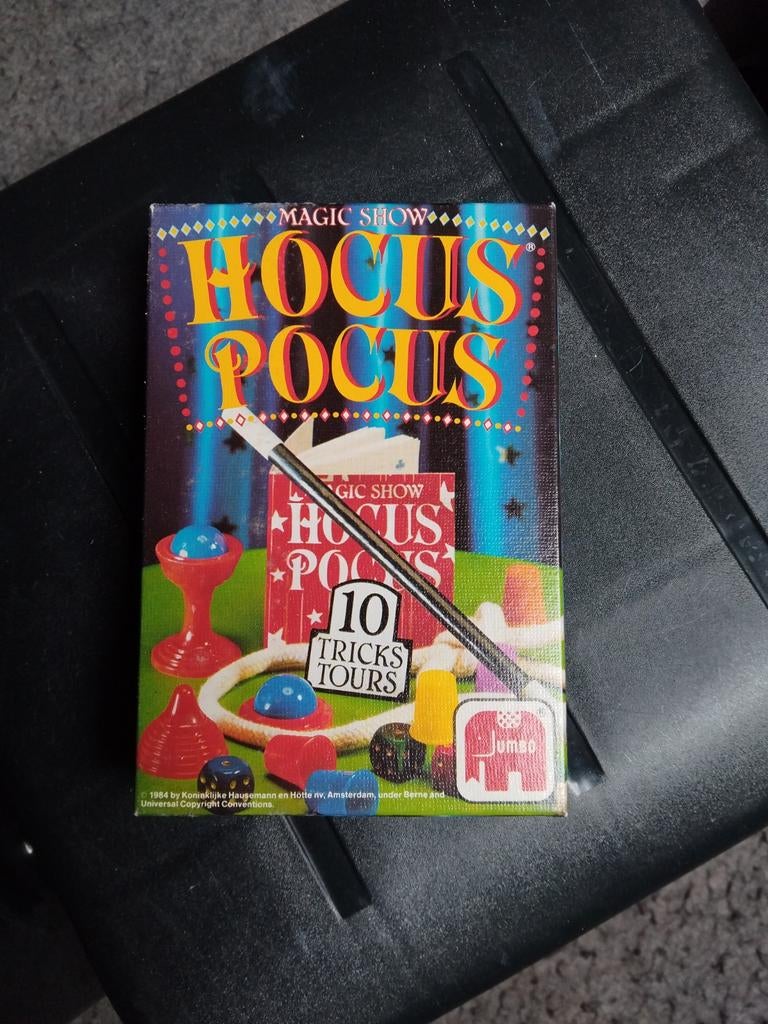 MAGIC SHOW
HOCUS®
POCUS
MAGIC SHOW
HOCUS
POCUS
10
TRICKS
TOURS
JUMBO®
© 1984 by Koninklijke Hausemann en Hötte nv, Amsterdam, under Berne and
Universal Copyright Conventions.